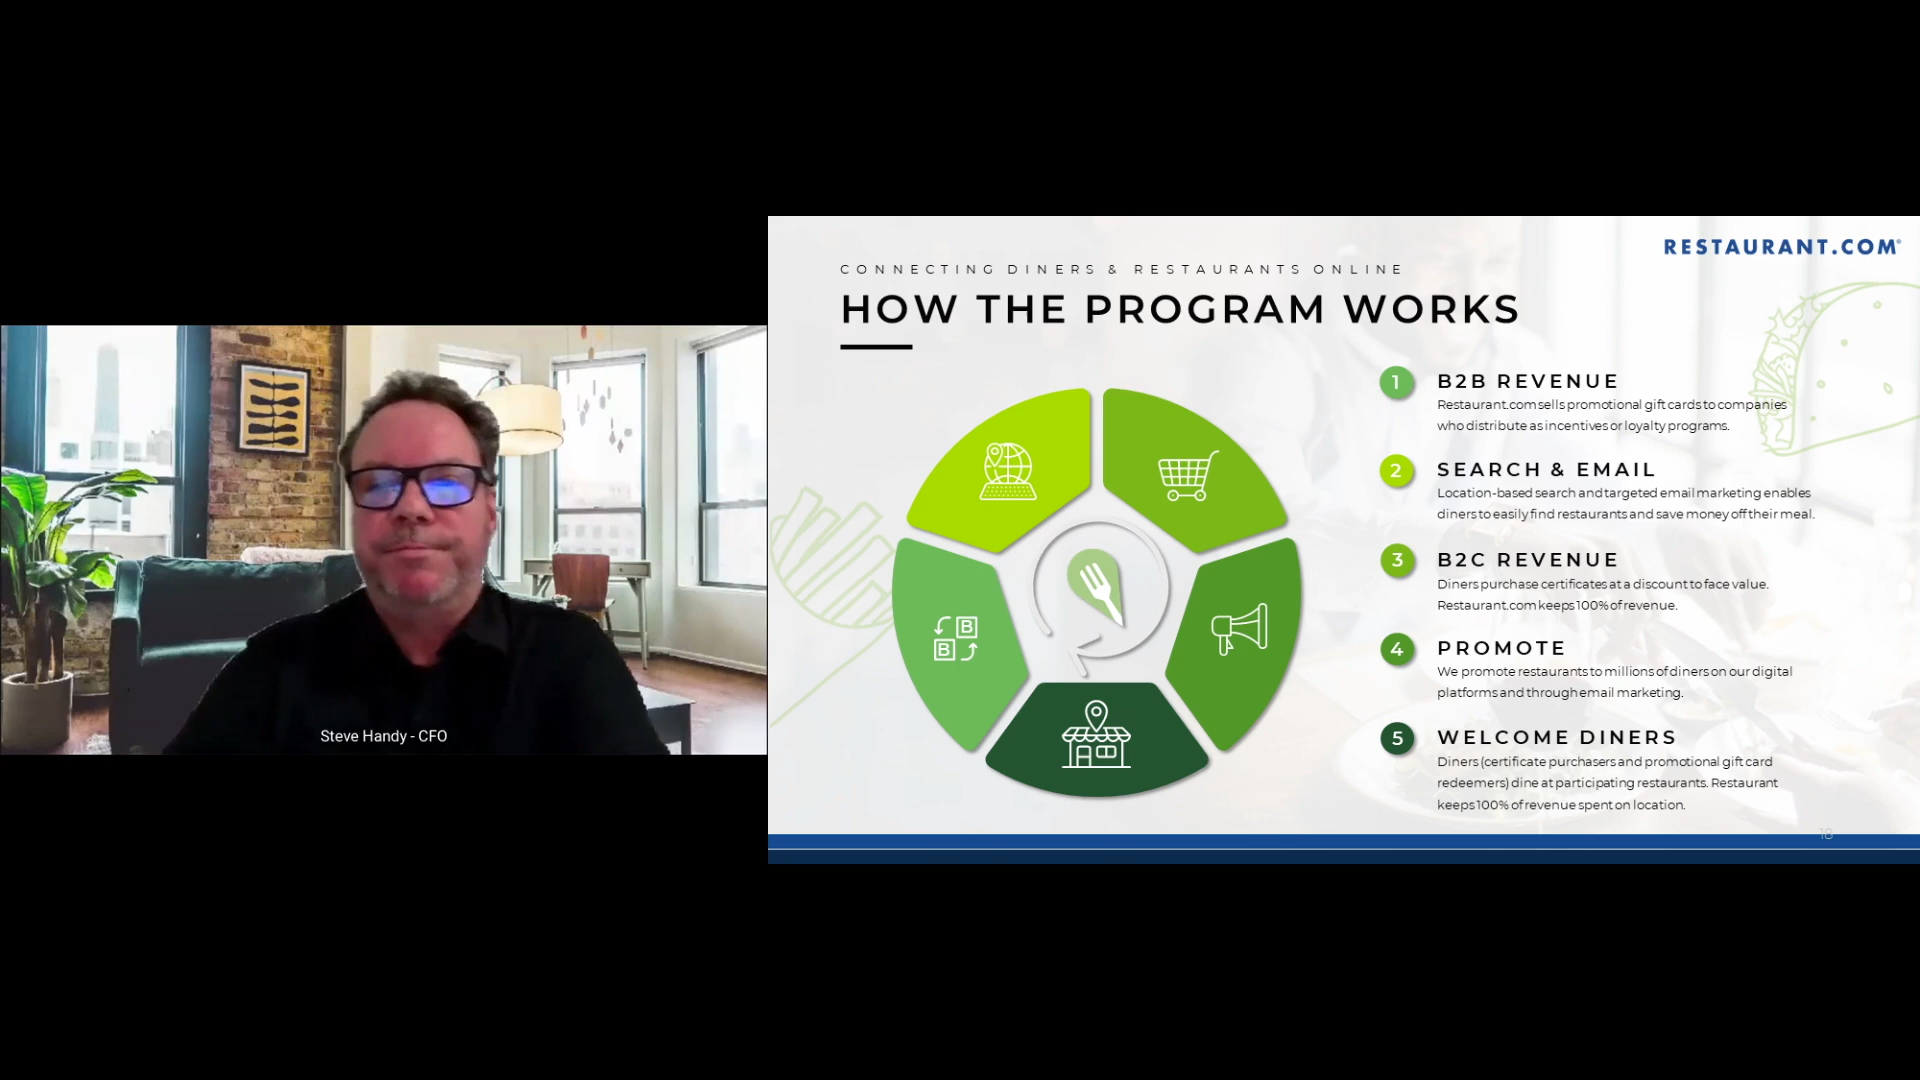 Steve Handy - CFO
RESTAURANT.COM®
CONNECTING DINERS & RESTAURANTS ONLINE
HOW THE PROGRAM WORKS
1 B2B REVENUE
Restaurant.com sells promotional gift cards to companies
who distribute as incentives or loyalty programs.
2 SEARCH & EMAIL
Location-based search and targeted email marketing enables
diners to easily find restaurants and save money off their meal.
3 B2C REVENUE
Diners purchase certificates at a discount to face value.
Restaurant.com keeps 100% of revenue.
4 PROMOTE
We promote restaurants to millions of diners on our digital
platforms and through email marketing.
5 WELCOME DINERS
Diners (certificate purchasers and promotional gift card
redeemers) dine at participating restaurants. Restaurant
keeps 100% of revenue spent on location.
B
B
18